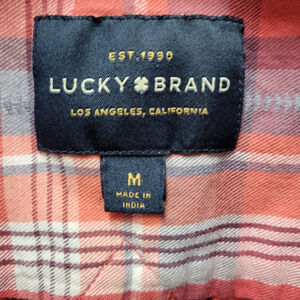 EST. 1990
LUCKY BRAND
LOS ANGELES, CALIFORNIA
M
MADE IN
INDIA